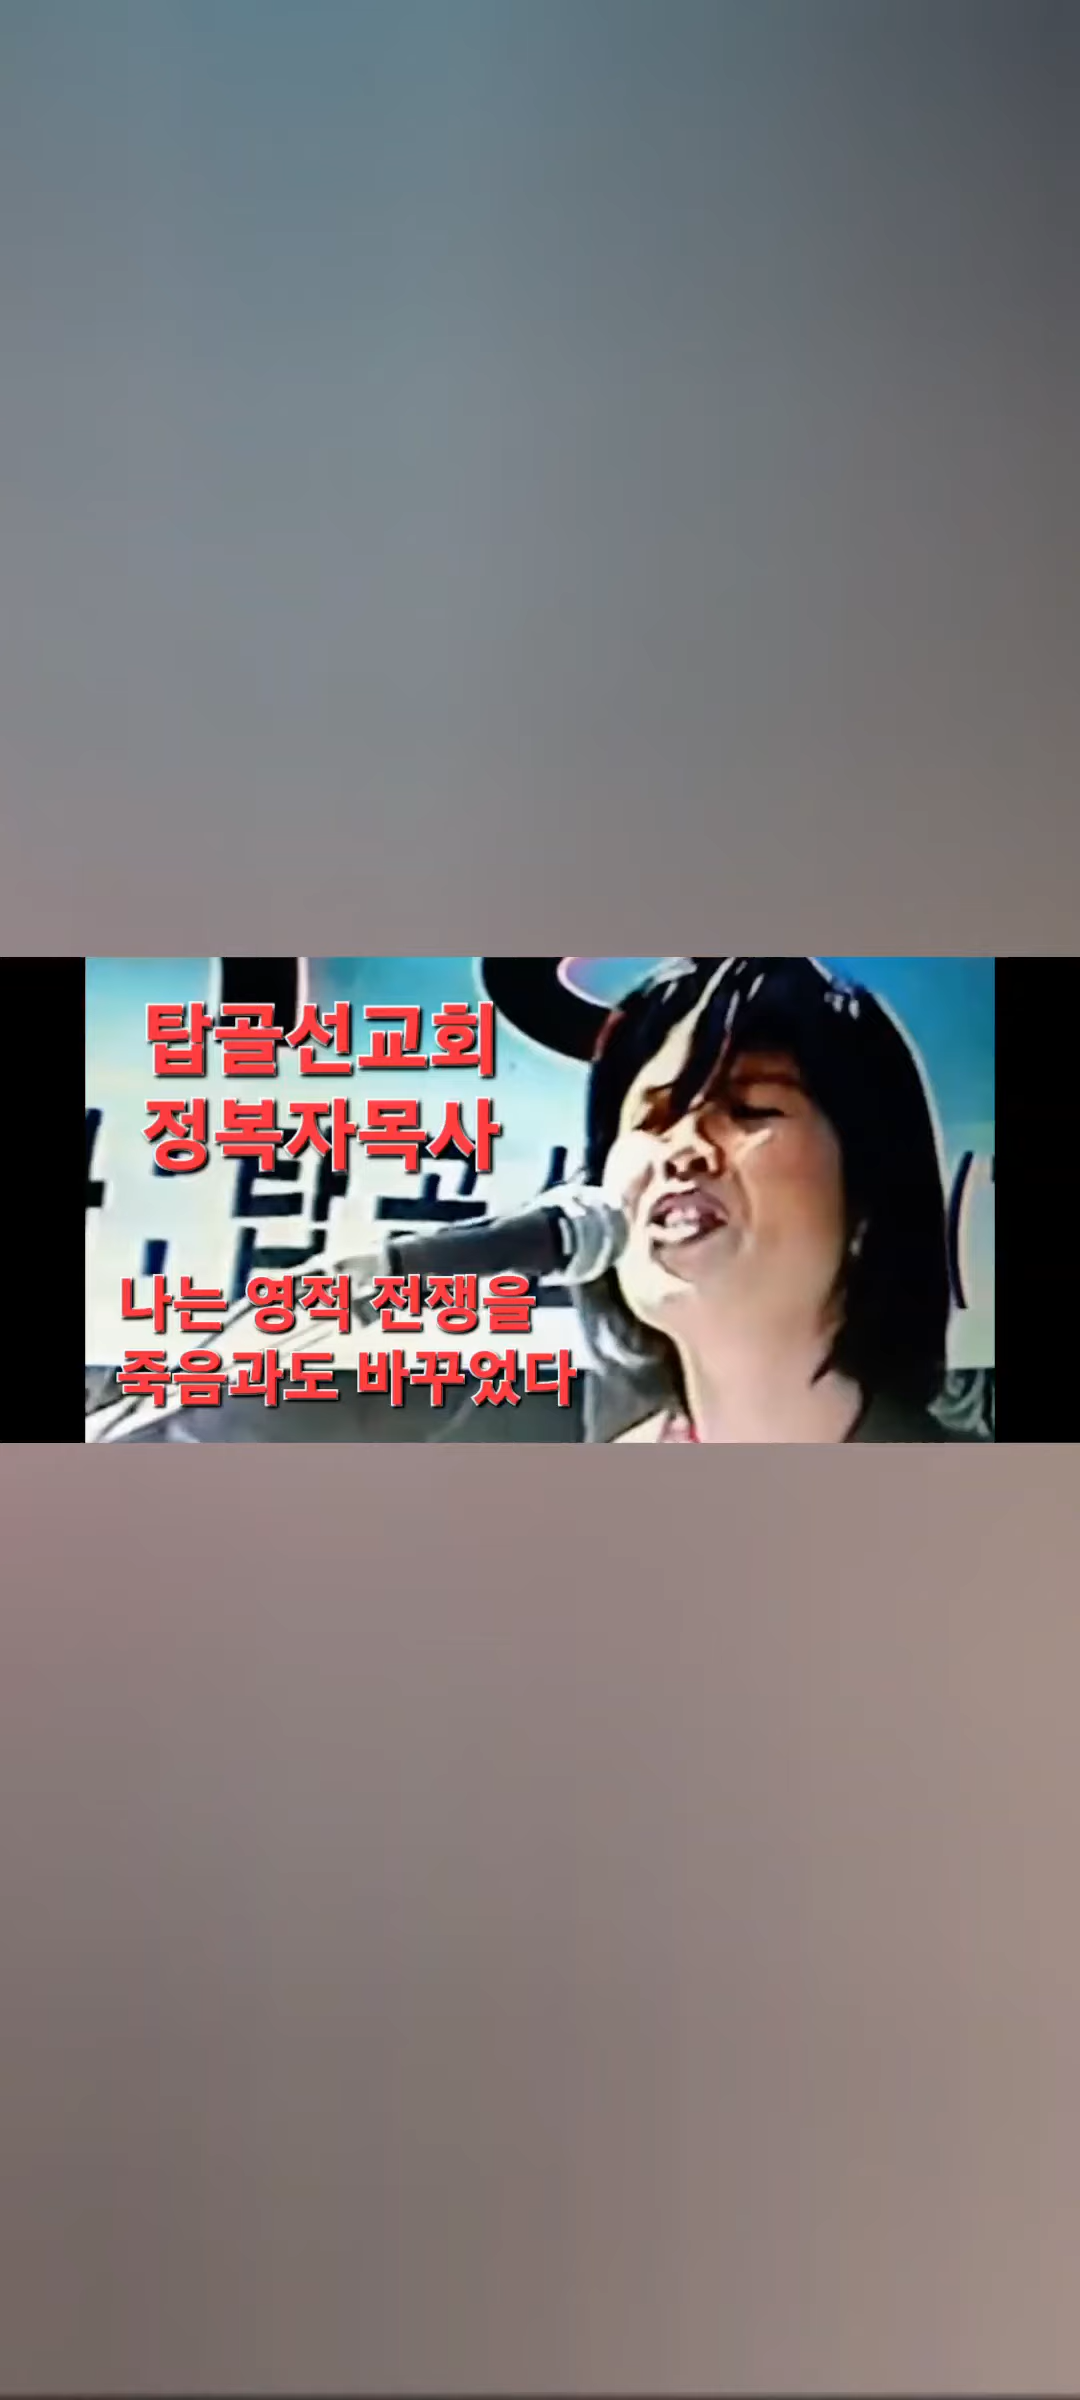 탑골선교회
정복자목사
나는 영적 전쟁을
죽음과도 바꾸었다